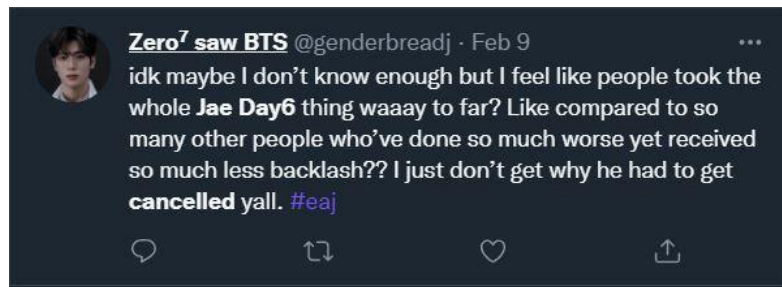 Zero⁷ saw BTS @genderbreadj · Feb 9
idk maybe I don't know enough but I feel like people took the
whole Jae Day6 thing waaay to far? Like compared to so
many other people who've done so much worse yet received
so much less backlash?? I just don't get why he had to get
cancelled yall. #eaj